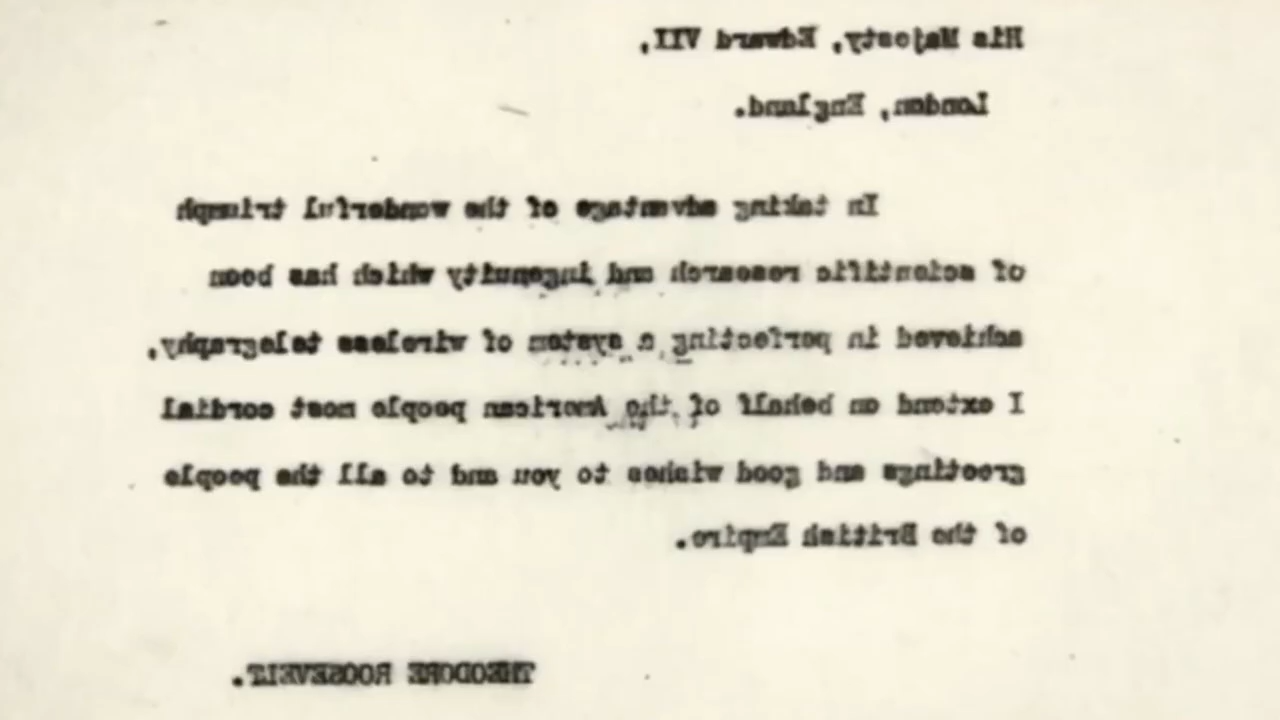 His Majesty, Edward VII,
London, England.
In taking advantage of the wonderful triumph
of scientific research and ingenuity which has been
achieved in perfecting a system of wireless telegraphy,
I extend on behalf of the American people most cordial
greetings and good wishes to you and to all the people
of the British Empire.
THEODORE ROOSEVELT.